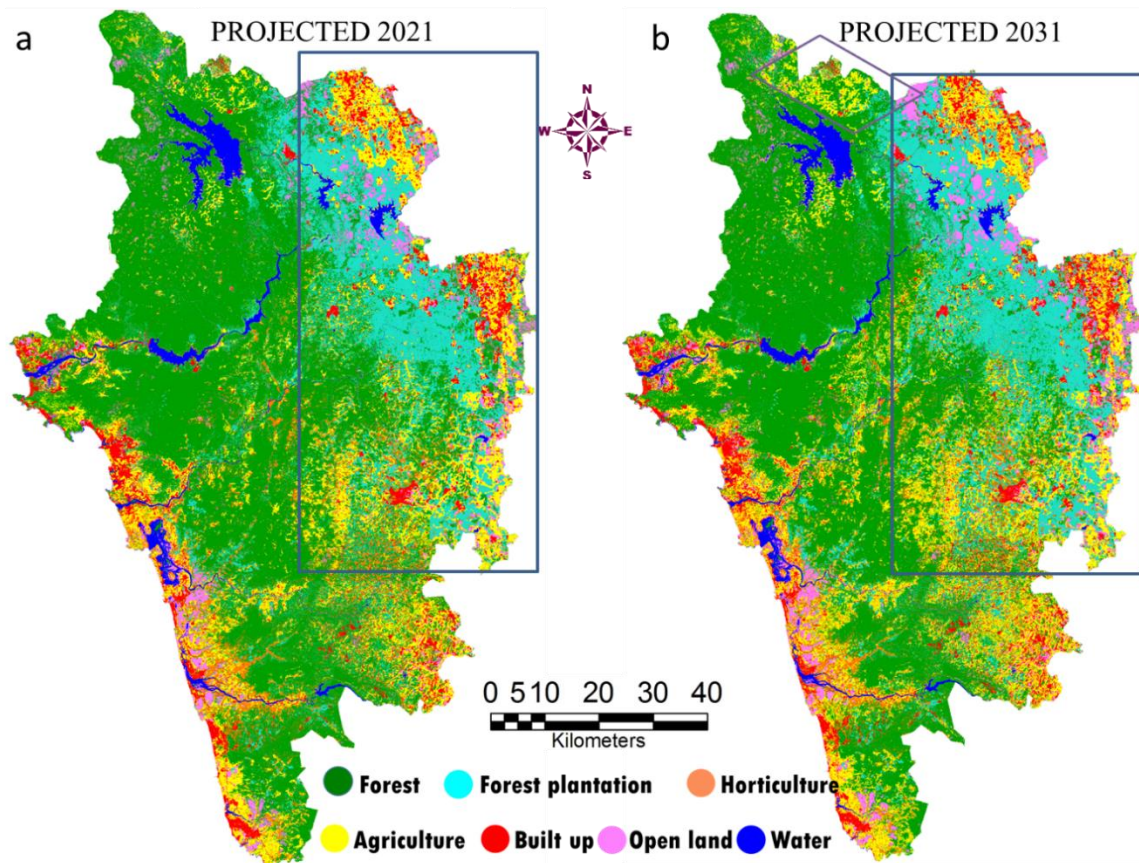 a
PROJECTED 2021
b
PROJECTED 2031
N
W E
S
0 5 10 20 30 40
Kilometers
Forest Forest plantation Horticulture
Agriculture Built up Open land Water